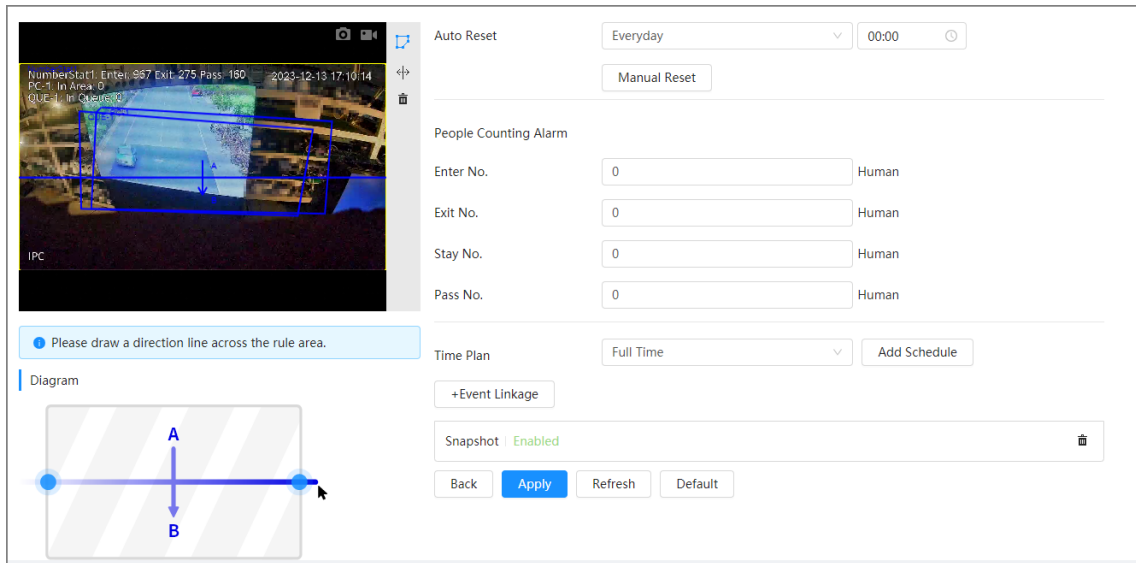 NumberStat1: Enter: 967 Exit: 275 Pass: 160
2023-12-13 17:10:14
PC-1: In Area: 0
QUE-1: In Queue: 0
A
IPC
Please draw a direction line across the rule area.
Diagram
A
B
Auto Reset
Everyday
00:00
Manual Reset
People Counting Alarm
Enter No.
0
Human
Exit No.
0
Human
Stay No.
0
Human
Pass No.
0
Human
Time Plan
Full Time
Add Schedule
+Event Linkage
Snapshot
Enabled
Back
Apply
Refresh
Default